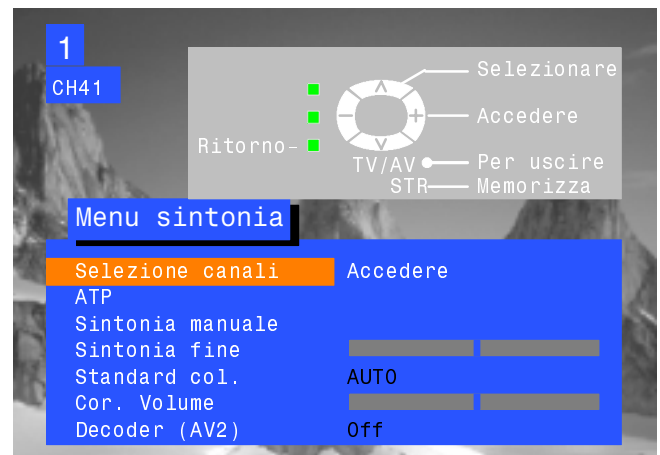 1
CH41
Selezionare
Accedere
Ritorno
TV/AV Per uscire
STR Memorizza
Menu sintonia
Selezione canali Accedere
ATP
Sintonia manuale
Sintonia fine
Standard col. AUTO
Cor. Volume
Decoder (AV2) Off